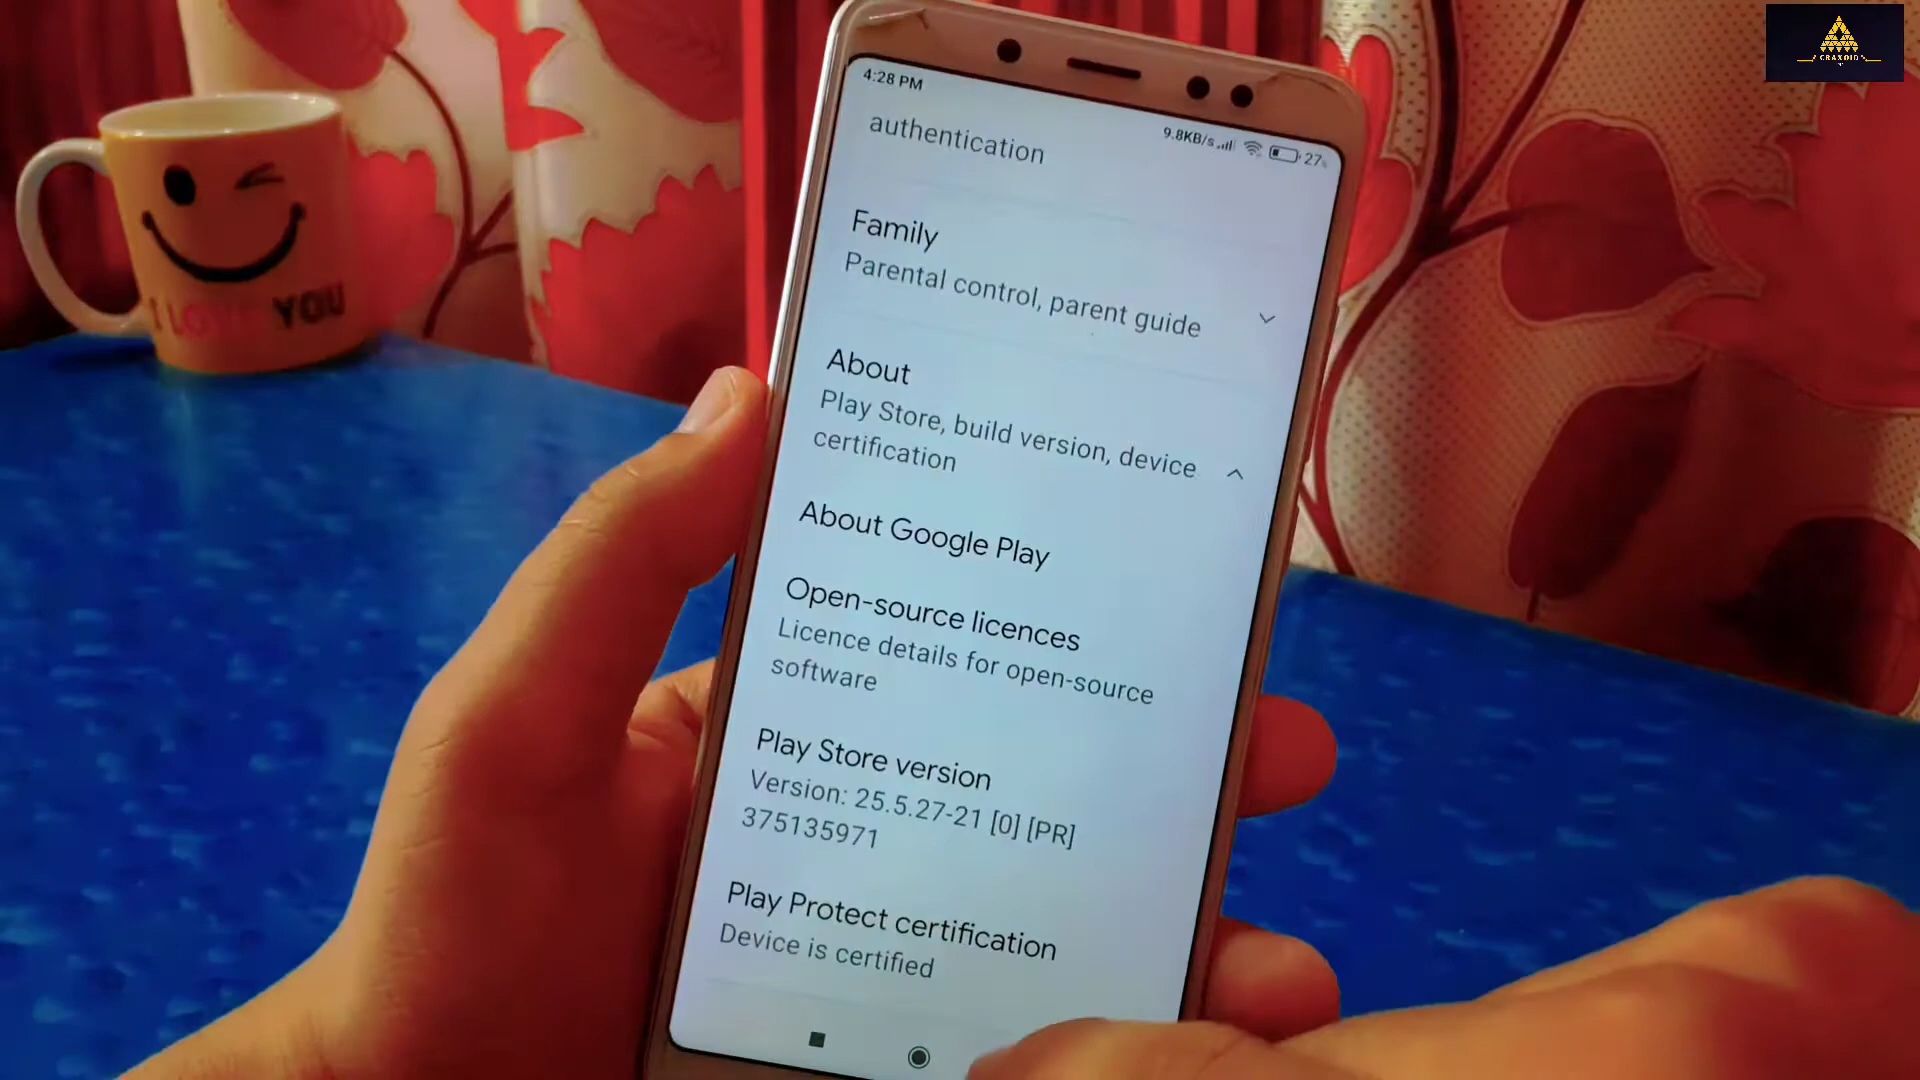 CRAXOID
4:28 PM
9.8KB/s
27
authentication
Family
Parental control, parent guide
About
Play Store, build version, device
certification
About Google Play
Open-source licences
Licence details for open-source
software
Play Store version
Version: 25.5.27-21 [0] [PR]
375135971
Play Protect certification
Device is certified
I LOVE YOU